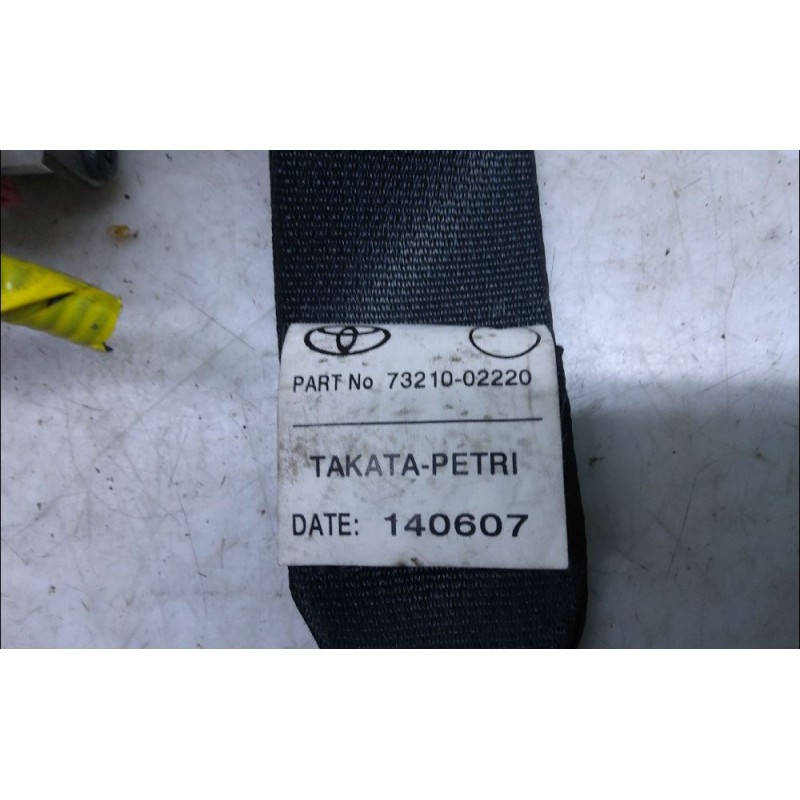 PART No 73210-02220
TAKATA-PETRI
DATE: 140607